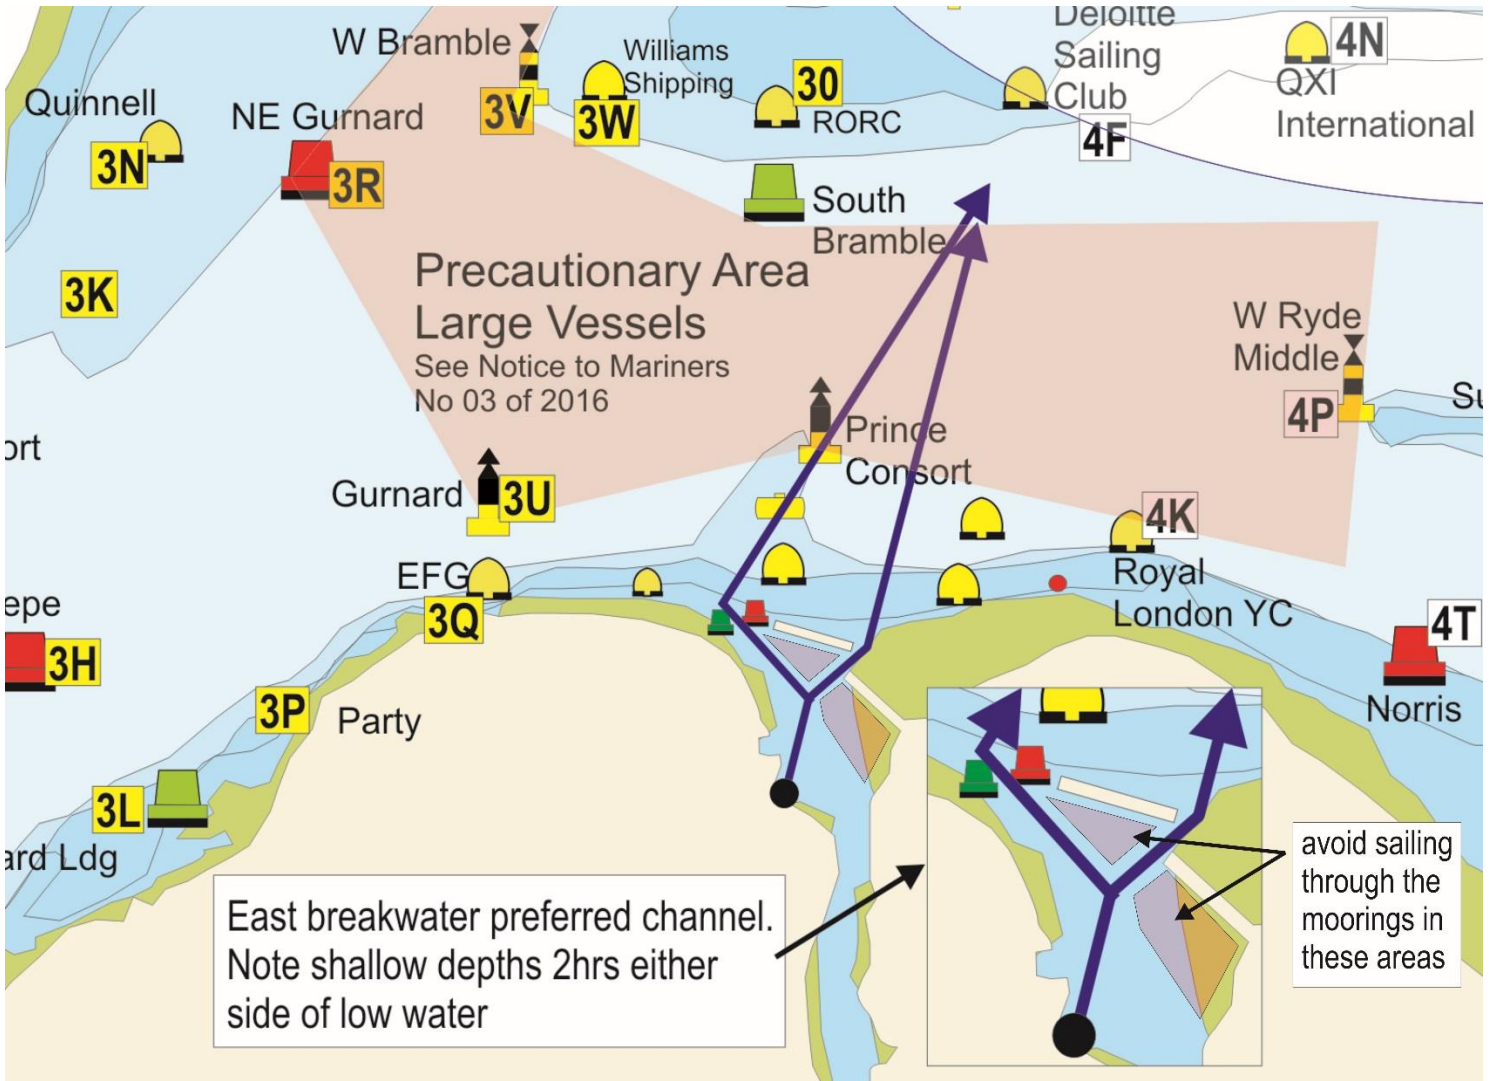 Deloitte
Sailing
Club
4F
4N
QXI
International
W Bramble
3V
Williams
Shipping
3W
30
RORC
Quinnell
3N
NE Gurnard
3R
South
Bramble
3K
Precautionary Area
Large Vessels
See Notice to Mariners
No 03 of 2016
W Ryde
Middle
4P
Su
ort
Prince
Consort
Gurnard
3U
4K
Royal
London YC
EFG
3Q
epe
3H
4T
Norris
3P
Party
3L
ard Ldg
East breakwater preferred channel.
Note shallow depths 2hrs either
side of low water
avoid sailing
through the
moorings in
these areas